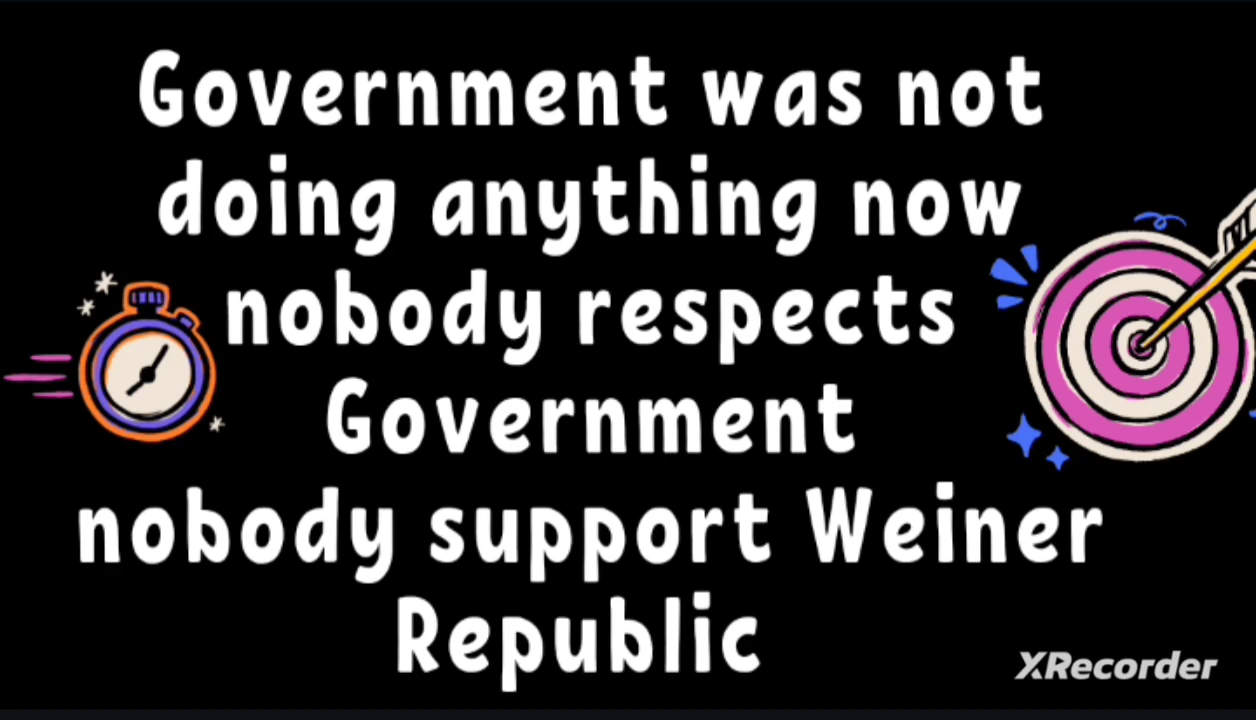 Government was not
doing anything now
nobody respects
Government
nobody support Weiner
Republic
XRecorder